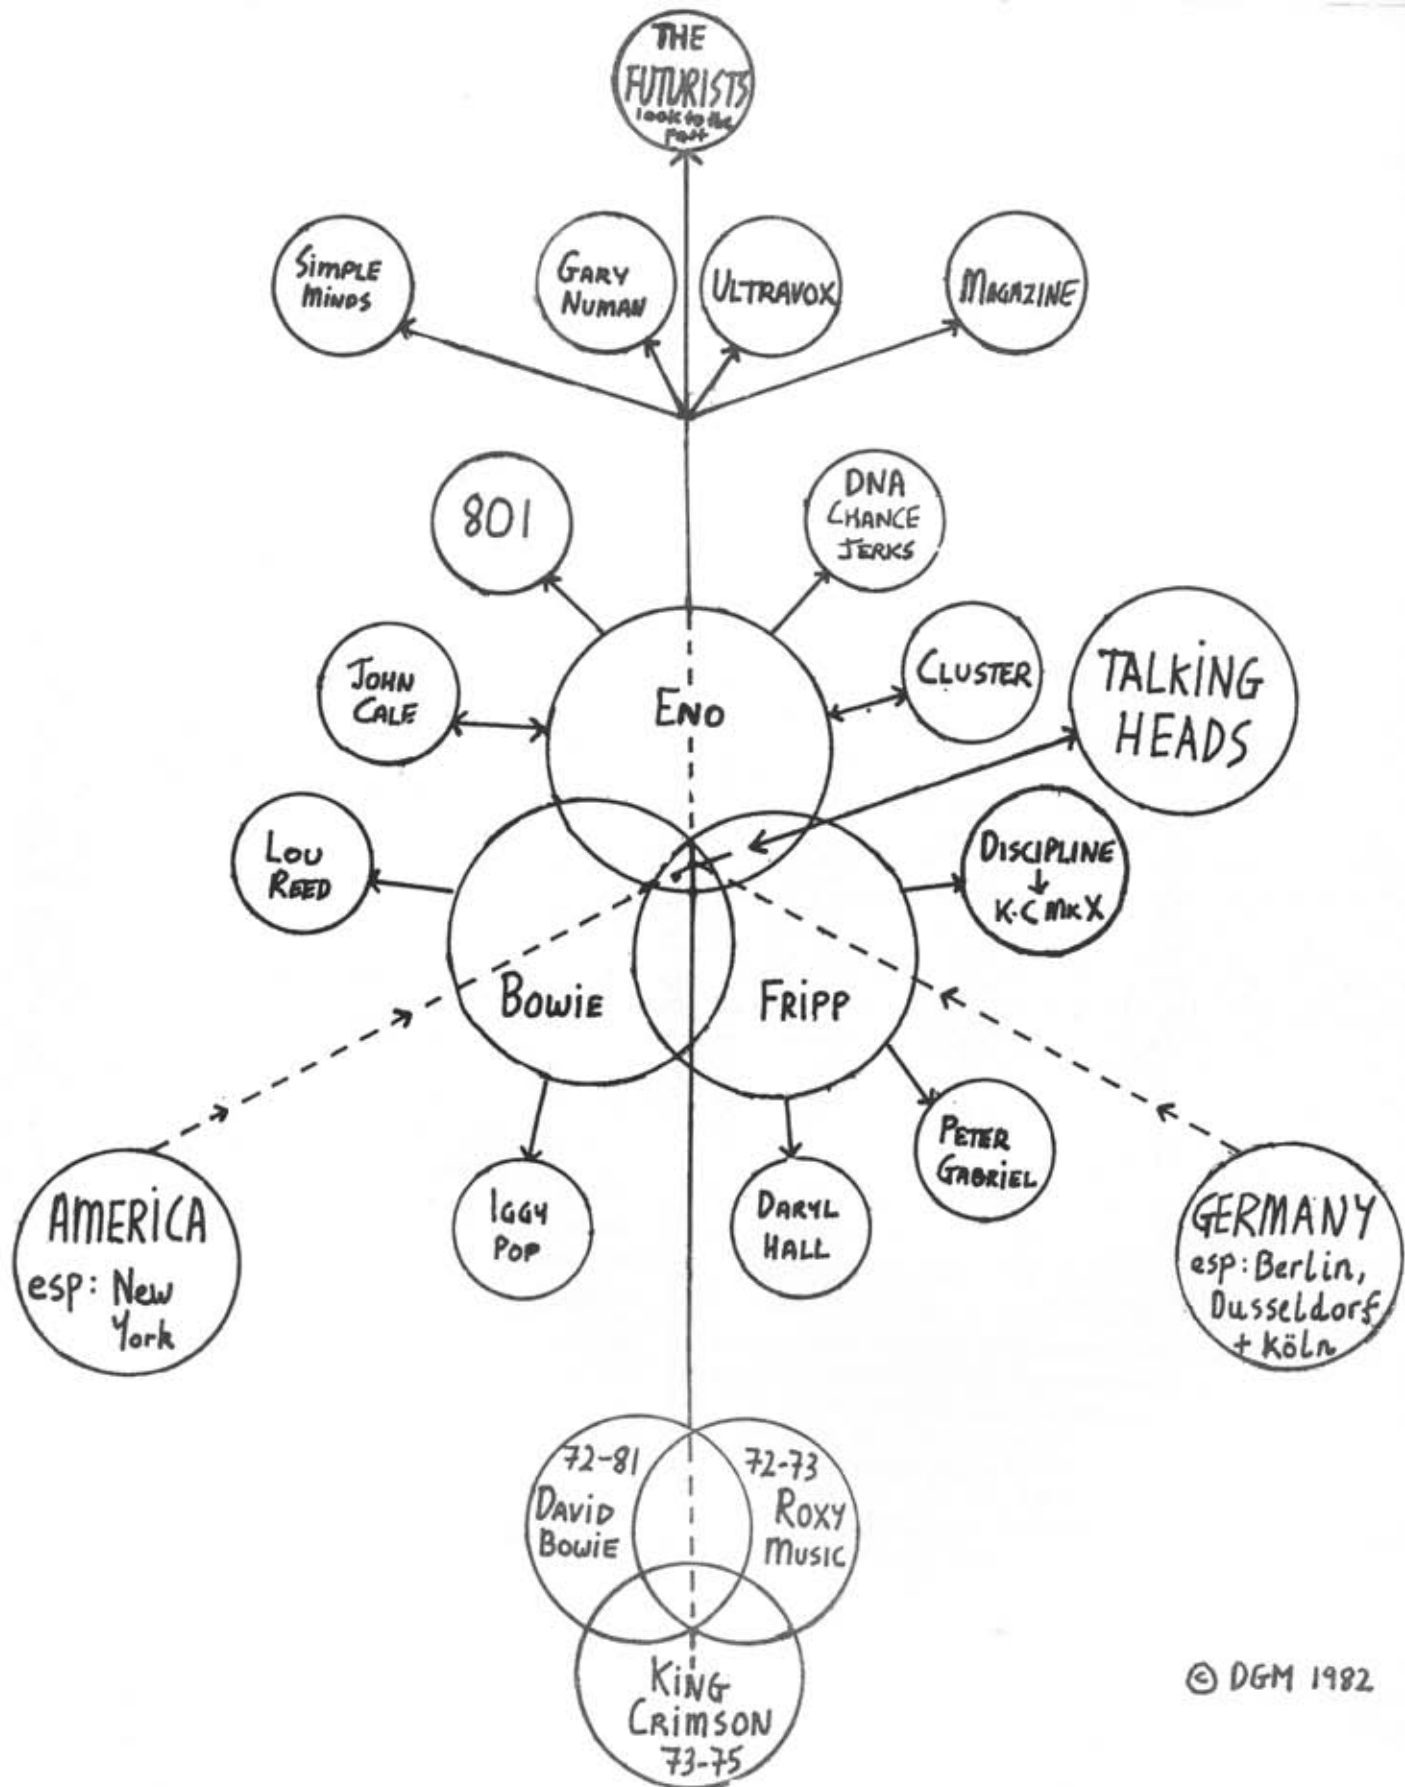 THE
FUTURISTS
look to the
past
SIMPLE
MINDS
GARY
NUMAN
ULTRAVOX
MAGAZINE
801
DNA
CHANCE
JERKS
JOHN
CALE
ENO
CLUSTER
TALKING
HEADS
LOU
REED
DISCIPLINE
↓
K.C MK X
BOWIE
FRIPP
AMERICA
esp: New
York
IGGY
POP
DARYL
HALL
PETER
GABRIEL
GERMANY
esp: Berlin,
Dusseldorf
+ Köln
72-81
DAVID
BOWIE
72-73
ROXY
MUSIC
KING
CRIMSON
73-75
© DGM 1982